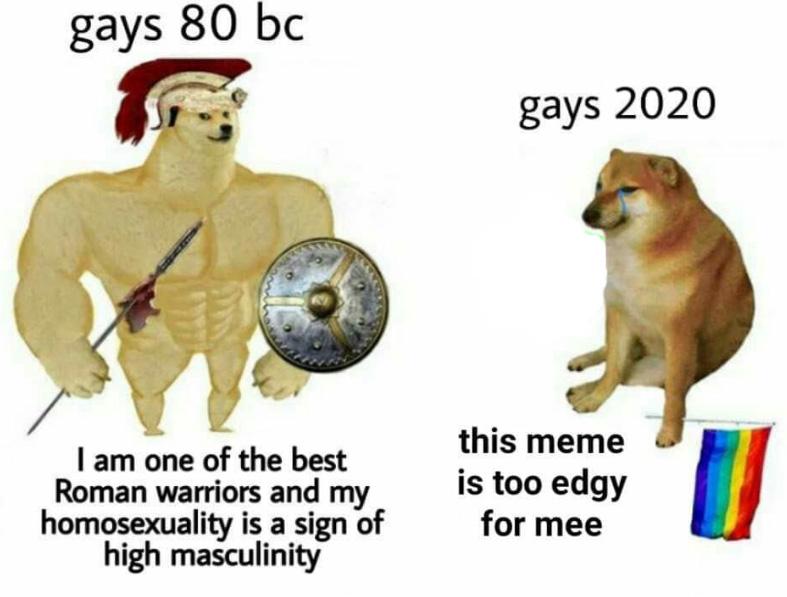 gays 80 bc
I am one of the best
Roman warriors and my
homosexuality is a sign of
high masculinity
gays 2020
this meme
is too edgy
for mee